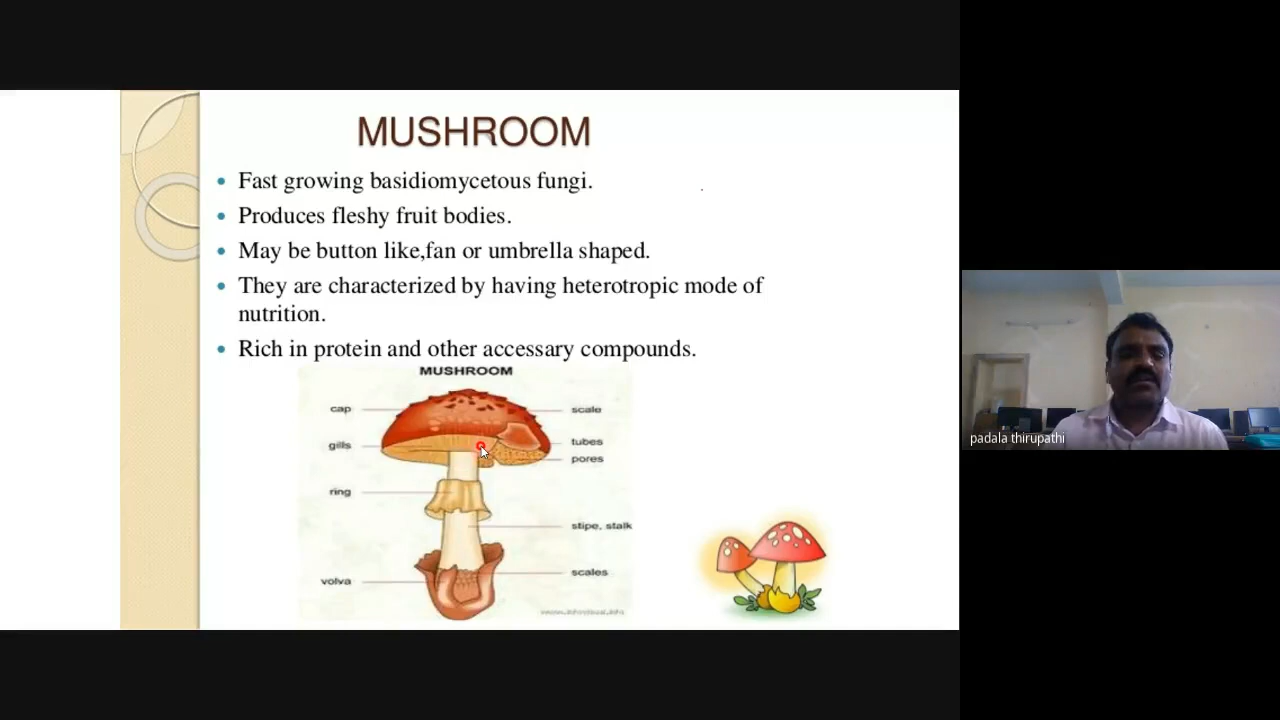 MUSHROOM
Fast growing basidiomycetous fungi.
Produces fleshy fruit bodies.
May be button like,fan or umbrella shaped.
They are characterized by having heterotropic mode of
nutrition.
Rich in protein and other accessary compounds.
MUSHROOM
cap
scale
gills
tubes
pores
ring
stipe, stalk
scales
volva
padala thirupathi